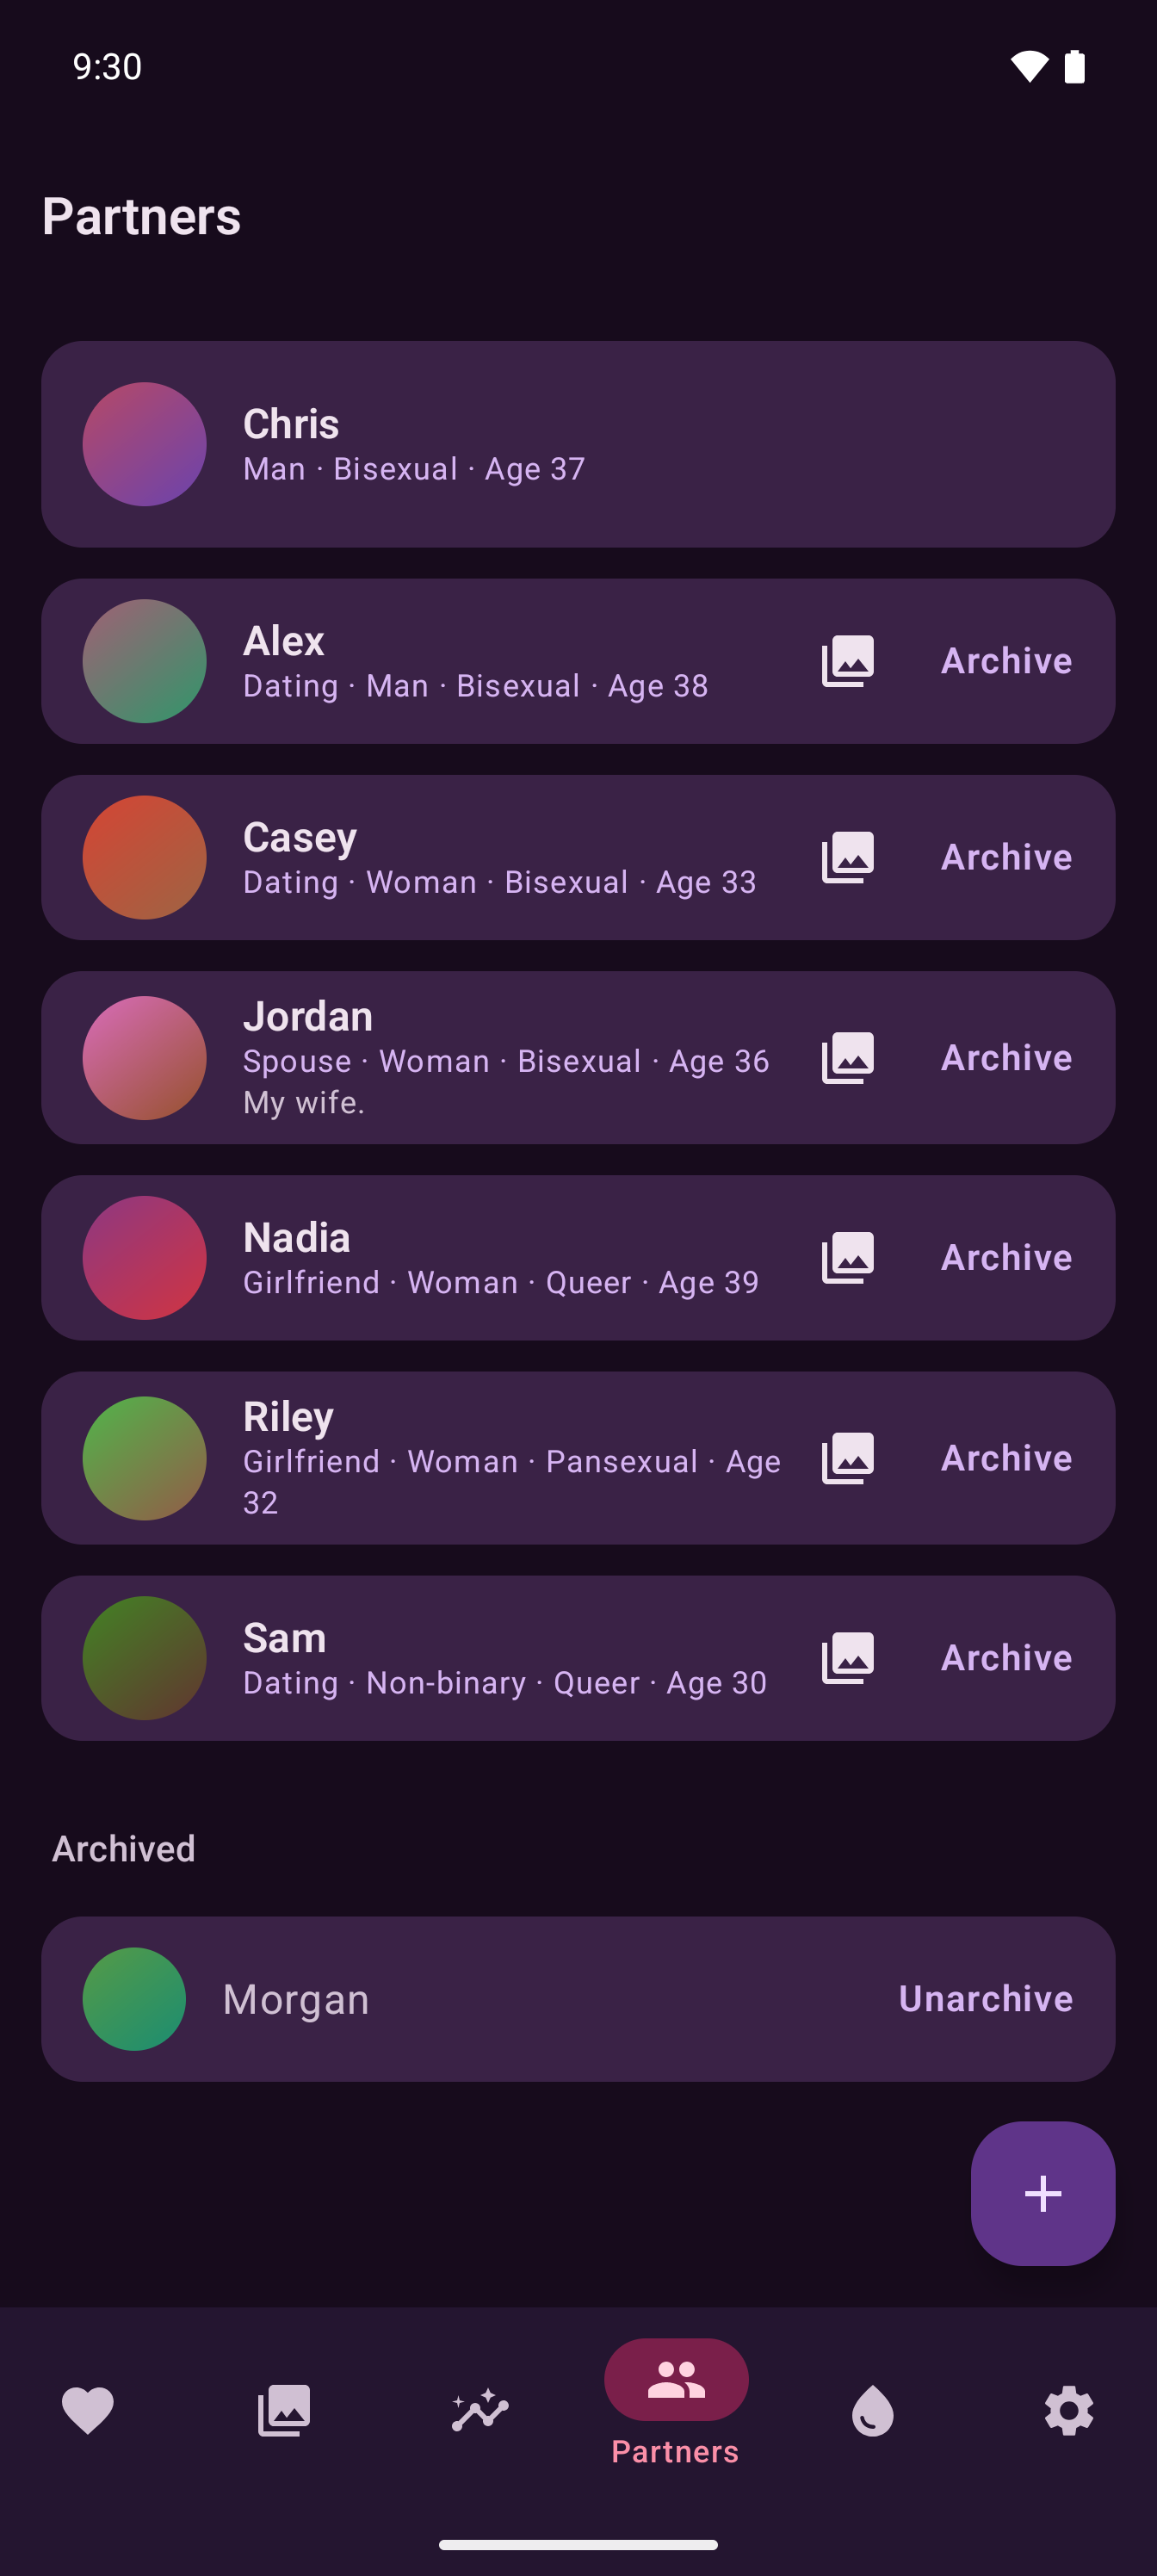 9:30
Partners
Chris
Man · Bisexual · Age 37
Alex
Dating · Man · Bisexual · Age 38
Archive
Casey
Dating · Woman · Bisexual · Age 33
Archive
Jordan
Spouse · Woman · Bisexual · Age 36
My wife.
Archive
Nadia
Girlfriend · Woman · Queer · Age 39
Archive
Riley
Girlfriend · Woman · Pansexual · Age
32
Archive
Sam
Dating · Non-binary · Queer · Age 30
Archive
Archived
Morgan
Unarchive
Partners